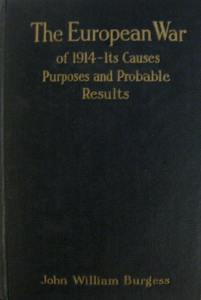 The European War
of 1914-Its Causes
Purposes and Probable
Results
John William Burgess